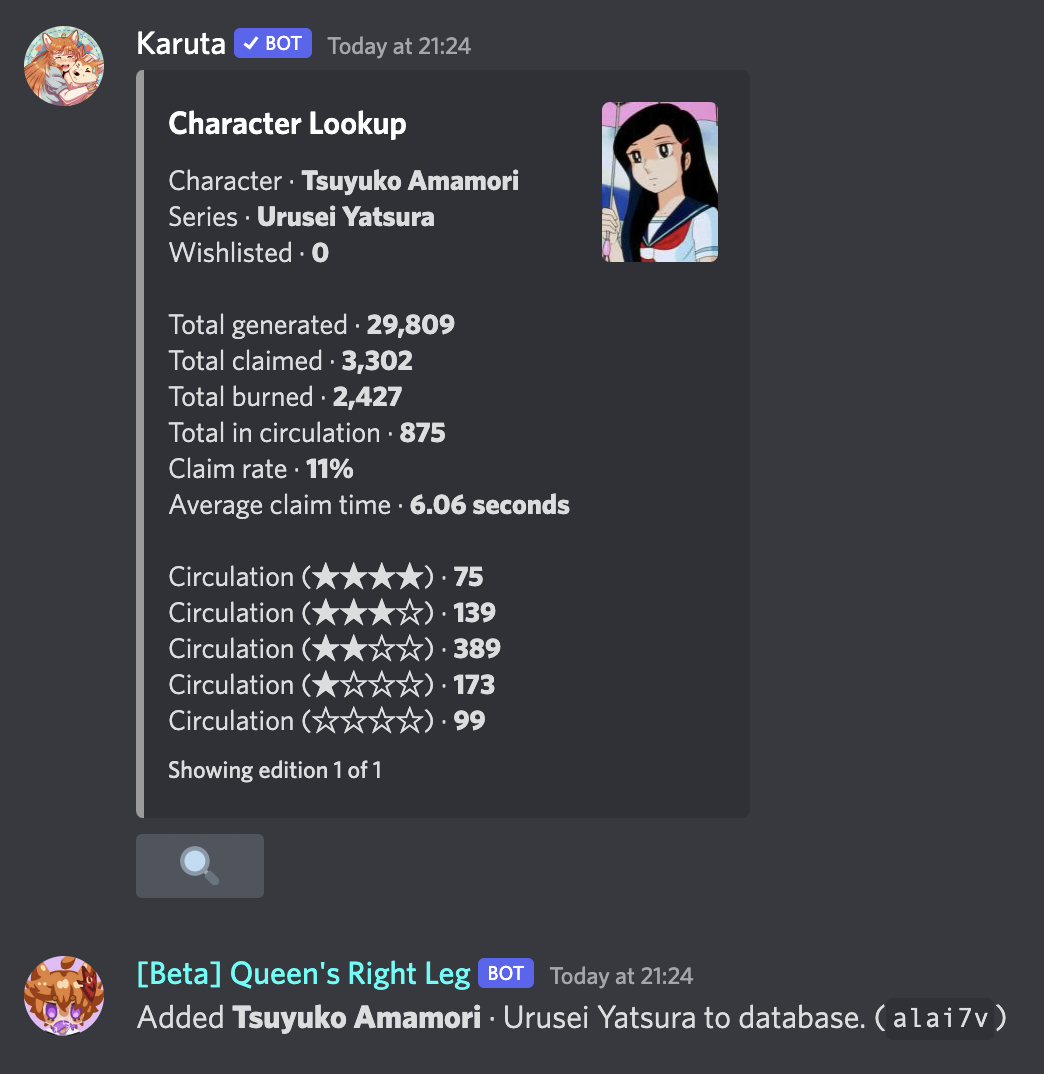 Karuta ✓ BOT Today at 21:24
Character Lookup
Character · Tsuyuko Amamori
Series · Urusei Yatsura
Wishlisted · 0
Total generated · 29,809
Total claimed · 3,302
Total burned · 2,427
Total in circulation · 875
Claim rate · 11%
Average claim time · 6.06 seconds
Circulation (★★★★) · 75
Circulation (★★★☆) · 139
Circulation (★★☆☆) · 389
Circulation (★☆☆☆) · 173
Circulation (☆☆☆☆) · 99
Showing edition 1 of 1
[Beta] Queen's Right Leg BOT Today at 21:24
Added Tsuyuko Amamori · Urusei Yatsura to database. (alai7v)